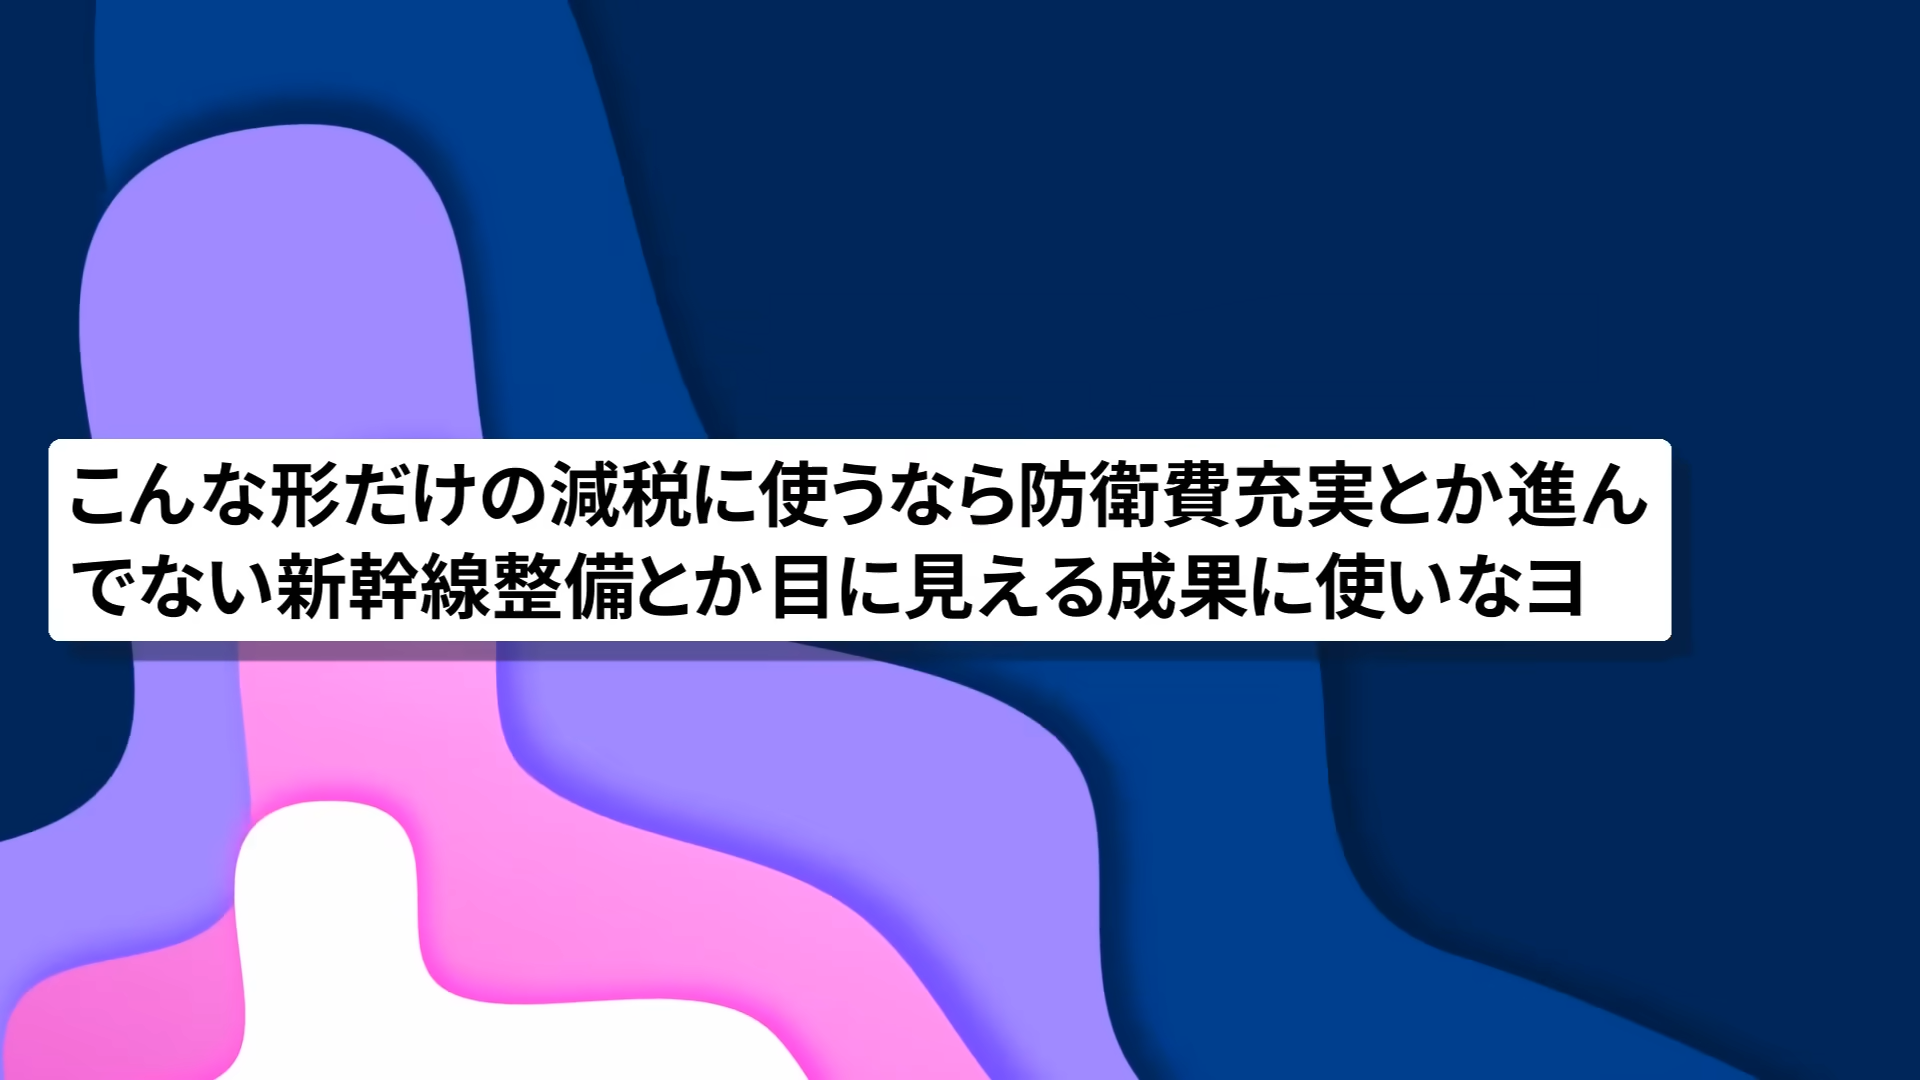 こんな形だけの減税に使うなら防衛費充実とか進ん
でない新幹線整備とか目に見える成果に使いなヨ